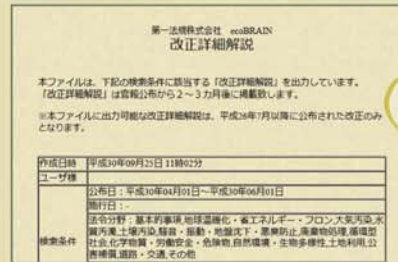 第一法規株式会社 ecoBRAIN
改正詳細解説
本ファイルは、下記の検索条件に該当する「改正詳細解説」を出力しています。
「改正詳細解説」は官報公布から2～3カ月後に掲載致します。
※本ファイルに出力可能な改正詳細解説は、平成26年7月以降に公布された改正のみ
となります。
作成日時 平成30年09月25日 11時02分
ユーザ様
検索条件
公布日：平成30年04月01日～平成30年06月01日
施行日：-
法令分野：基本的事項,地球温暖化・省エネルギー・フロン,大気汚染,水
質汚濁,土壌汚染,騒音・振動・地盤沈下・悪臭防止,廃棄物処理,循環型
社会,化学物質・労働安全・危険物,自然環境・生物多様性,土地利用,公
害補償,道路・交通,その他